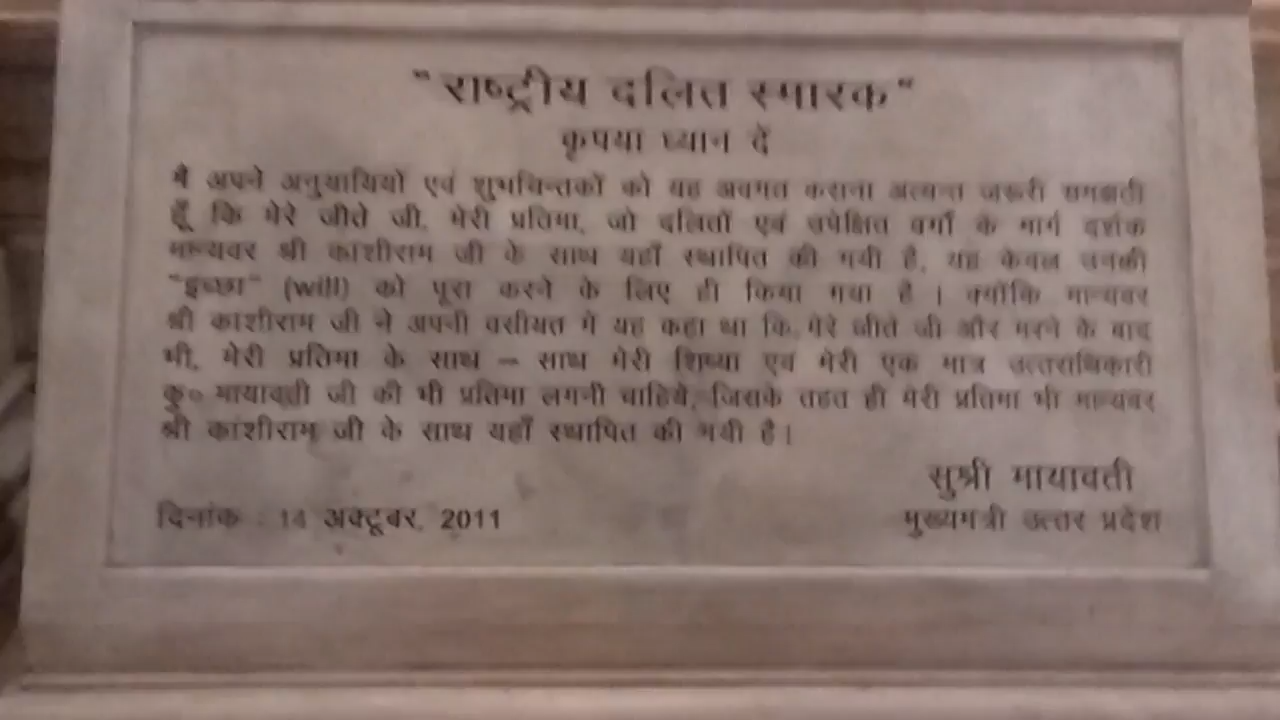 "राष्ट्रीय दलित स्मारक"
कृपया ध्यान दें
मैं अपने अनुयायियों एवं शुभचिन्तकों को यह अवगत कराना अत्यन्त जरूरी समझती
हूँ कि मेरे जीते जी, मेरी प्रतिमा, जो दलितों एवं उपेक्षित वर्गों के मार्ग दर्शक
मान्यवर श्री कांशीराम जी के साथ यहाँ स्थापित की गयी है, यह केवल उनकी
"इच्छा" (will) को पूरा करने के लिए ही किया गया है । क्योंकि मान्यवर
श्री कांशीराम जी ने अपनी वसीयत में यह कहा था कि मेरे जीते जी और मरने के बाद
भी, मेरी प्रतिमा के साथ – साथ मेरी शिष्या एवं मेरी एक मात्र उत्तराधिकारी
कु० मायावती जी की भी प्रतिमा लगनी चाहिये, जिसके तहत ही मेरी प्रतिमा भी मान्यवर
श्री कांशीराम जी के साथ यहाँ स्थापित की गयी है।
सुश्री मायावती
दिनांक : 14 अक्टूबर, 2011 मुख्यमंत्री उत्तर प्रदेश